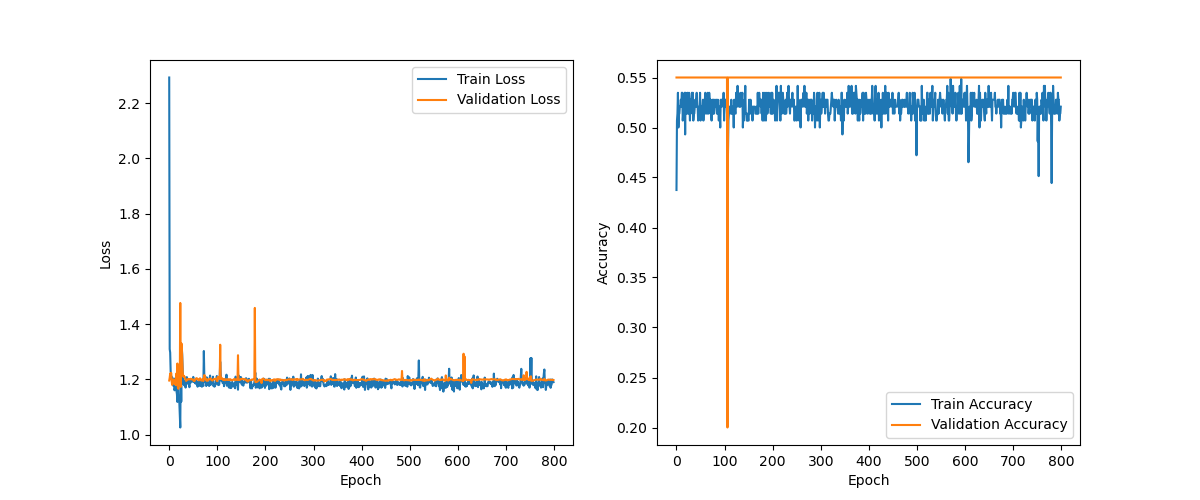 Train Loss
Validation Loss
2.2
2.0
1.8
1.6
1.4
1.2
1.0
Loss
0 100 200 300 400 500 600 700 800
Epoch
0.55
0.50
0.45
0.40
0.35
0.30
0.25
0.20
Accuracy
Train Accuracy
Validation Accuracy
0 100 200 300 400 500 600 700 800
Epoch